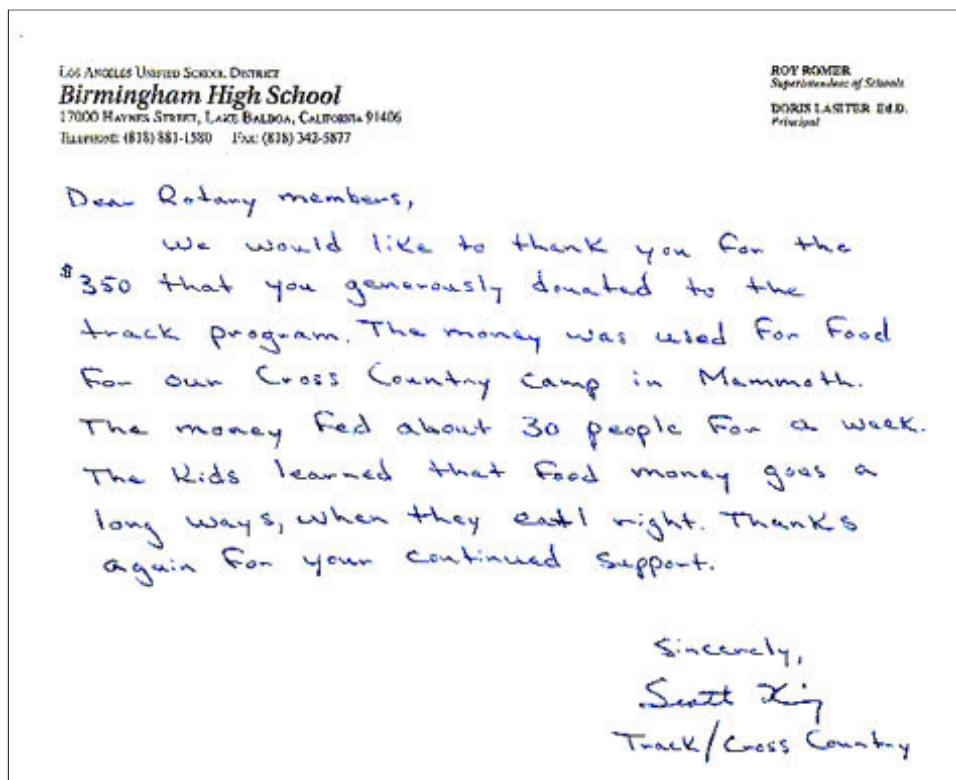 LOS ANGELES UNIFIED SCHOOL DISTRICT
Birmingham High School
17000 HAYNES STREET, LAKE BALBOA, CALIFORNIA 91406
TELEPHONE: (818) 881-1580 FAX: (818) 342-5877
ROY ROMER
Superintendent of Schools
DORIS LASITER Ed.D.
Principal
Dear Rotary members,
We would like to thank you for the
$350 that you generously donated to the
track program. The money was used for food
for our Cross Country camp in Mammoth.
The money fed about 30 people for a week.
The kids learned that food money goes a
long ways, when they eat right. Thanks
again for your continued support.
Sincerely,
Scott King
Track/Cross Country